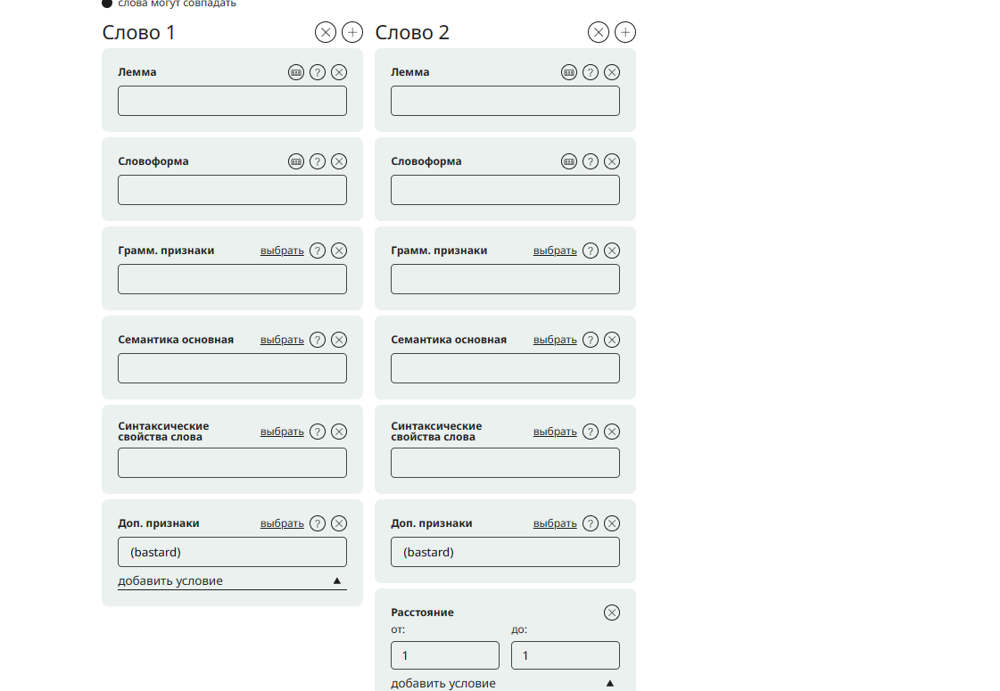 слова могут совпадать
Слово 1
Лемма
Словоформа
Грамм. признаки выбрать
Семантика основная выбрать
Синтаксические
свойства слова выбрать
Доп. признаки выбрать
(bastard)
добавить условие
Слово 2
Лемма
Словоформа
Грамм. признаки выбрать
Семантика основная выбрать
Синтаксические
свойства слова выбрать
Доп. признаки выбрать
(bastard)
Расстояние
от: до:
1 1
добавить условие